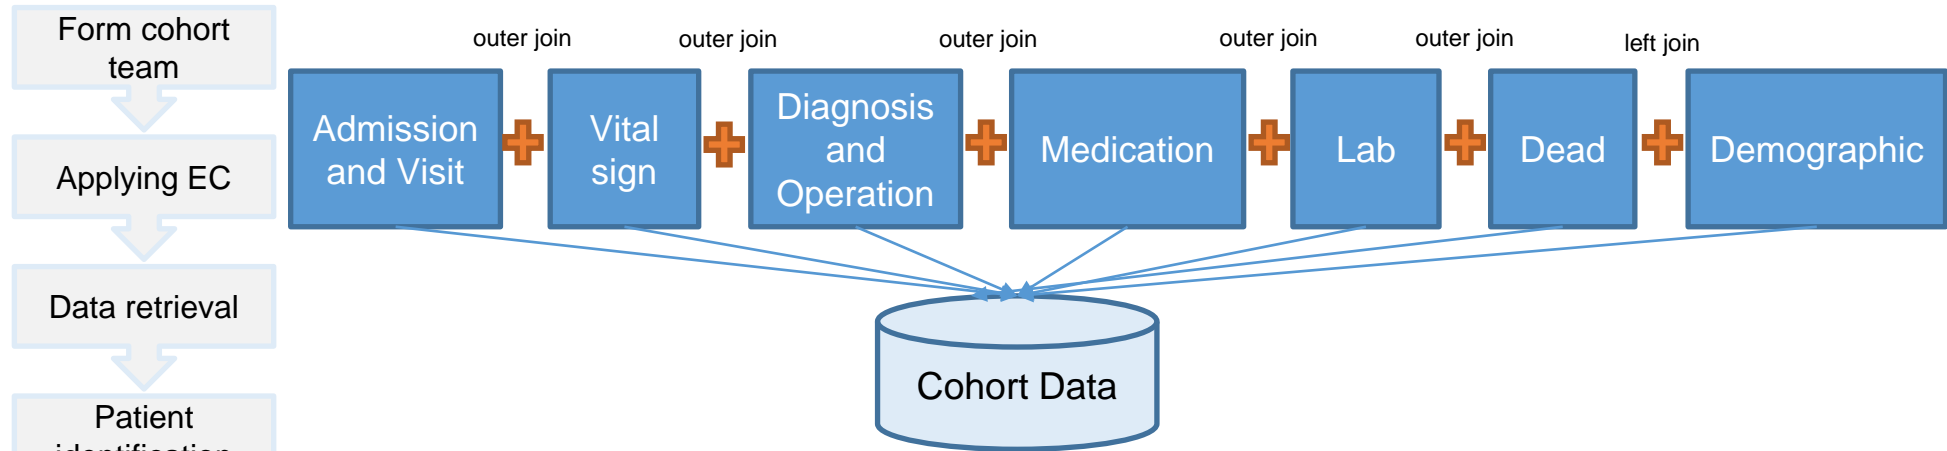 Form cohort
team
Applying EC
Data retrieval
Patient
identification
outer join
outer join
outer join
outer join
outer join
left join
Admission
and Visit
Vital
sign
Diagnosis
and
Operation
Medication
Lab
Dead
Demographic
Cohort Data